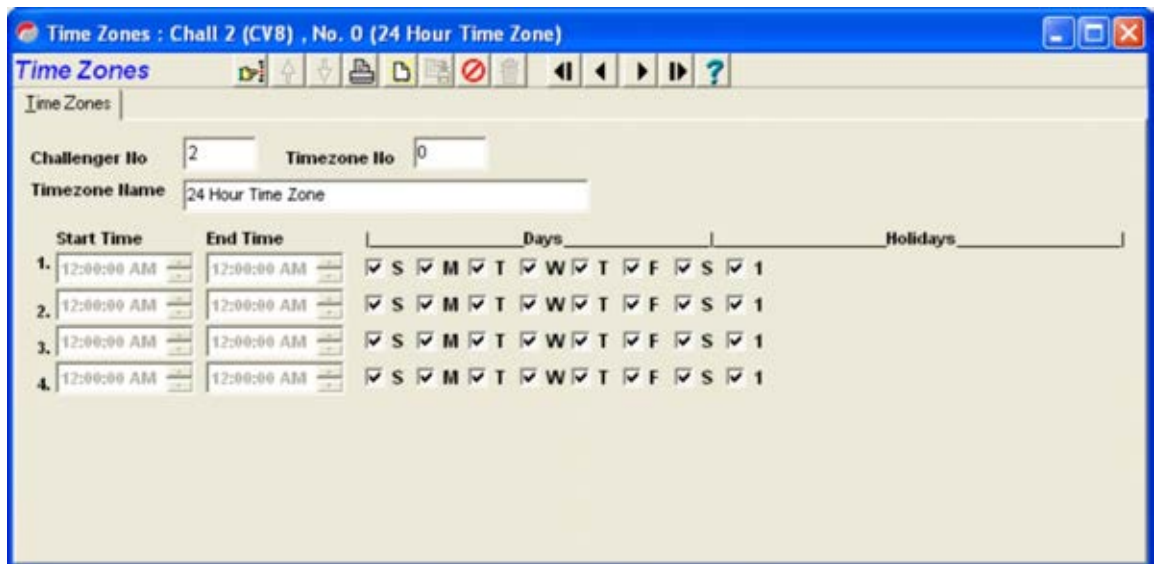 Time Zones : Chall 2 (CV8) , No. 0 (24 Hour Time Zone)
Time Zones ?
Time Zones
Challenger No 2 Timezone No 0
Timezone Name 24 Hour Time Zone
Start Time End Time |____Days____|____Holidays____|
1. 12:00:00 AM 12:00:00 AM S M T W T F S 1
2. 12:00:00 AM 12:00:00 AM S M T W T F S 1
3. 12:00:00 AM 12:00:00 AM S M T W T F S 1
4. 12:00:00 AM 12:00:00 AM S M T W T F S 1